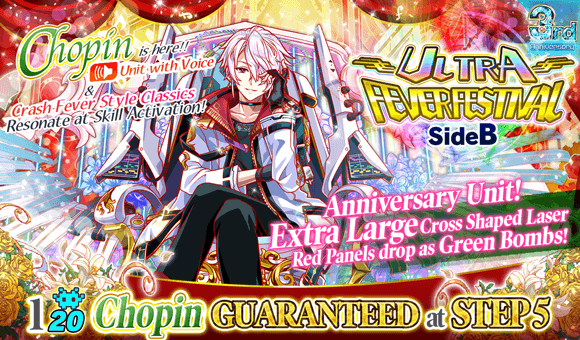 Chopin
is here!!
Unit with Voice
&
Crash Fever Style Classics
Resonate at Skill Activation!
3rd
Anniversary
ULTRA
FEVER FESTIVAL
SideB
Anniversary Unit!
Extra Large Cross Shaped Laser
Red Panels drop as Green Bombs!
1 20 Chopin GUARANTEED at STEP 5